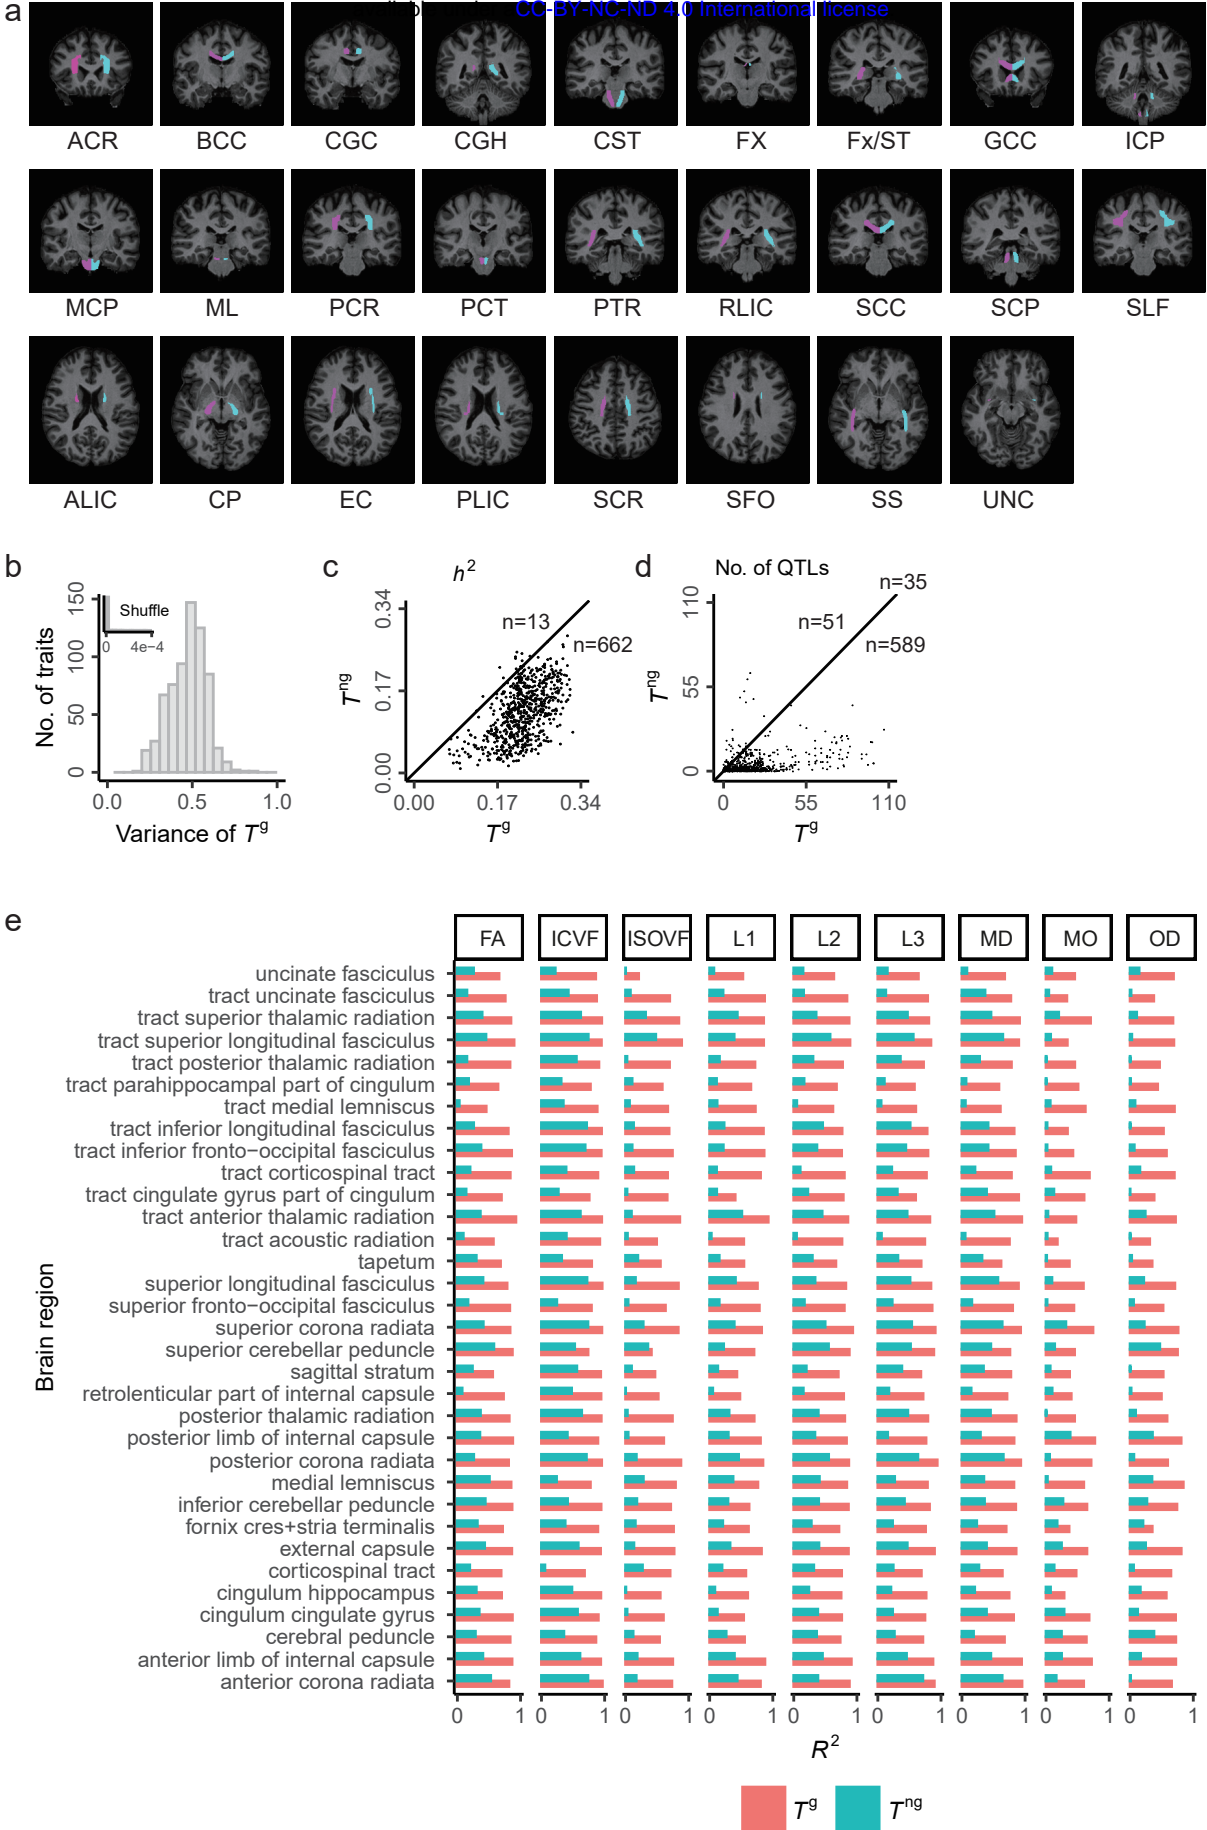 a
CC-BY-NC-ND 4.0 International license
ACR BCC CGC CGH CST FX Fx/ST GCC ICP
MCP ML PCR PCT PTR RLIC SCC SCP SLF
ALIC CP EC PLIC SCR SFO SS UNC
b
No. of traits
150
100
50
0
Shuffle
0 4e-4
0.0 0.5 1.0
Variance of T^g
c
h²
n=13
n=662
T^ng
0.34
0.17
0.00
0.00 0.17 0.34
T^g
d
No. of QTLs
n=35
n=51
n=589
T^ng
110
55
0
0 55 110
T^g
e
FA ICVF ISOVF L1 L2 L3 MD MO OD
Brain region
uncinate fasciculus
tract uncinate fasciculus
tract superior thalamic radiation
tract superior longitudinal fasciculus
tract posterior thalamic radiation
tract parahippocampal part of cingulum
tract medial lemniscus
tract inferior longitudinal fasciculus
tract inferior fronto−occipital fasciculus
tract corticospinal tract
tract cingulate gyrus part of cingulum
tract anterior thalamic radiation
tract acoustic radiation
tapetum
superior longitudinal fasciculus
superior fronto−occipital fasciculus
superior corona radiata
superior cerebellar peduncle
sagittal stratum
retrolenticular part of internal capsule
posterior thalamic radiation
posterior limb of internal capsule
posterior corona radiata
medial lemniscus
inferior cerebellar peduncle
fornix cres+stria terminalis
external capsule
corticospinal tract
cingulum hippocampus
cingulum cingulate gyrus
cerebral peduncle
anterior limb of internal capsule
anterior corona radiata
0 1 0 1 0 1 0 1 0 1 0 1 0 1 0 1 0 1
R²
T^g T^ng